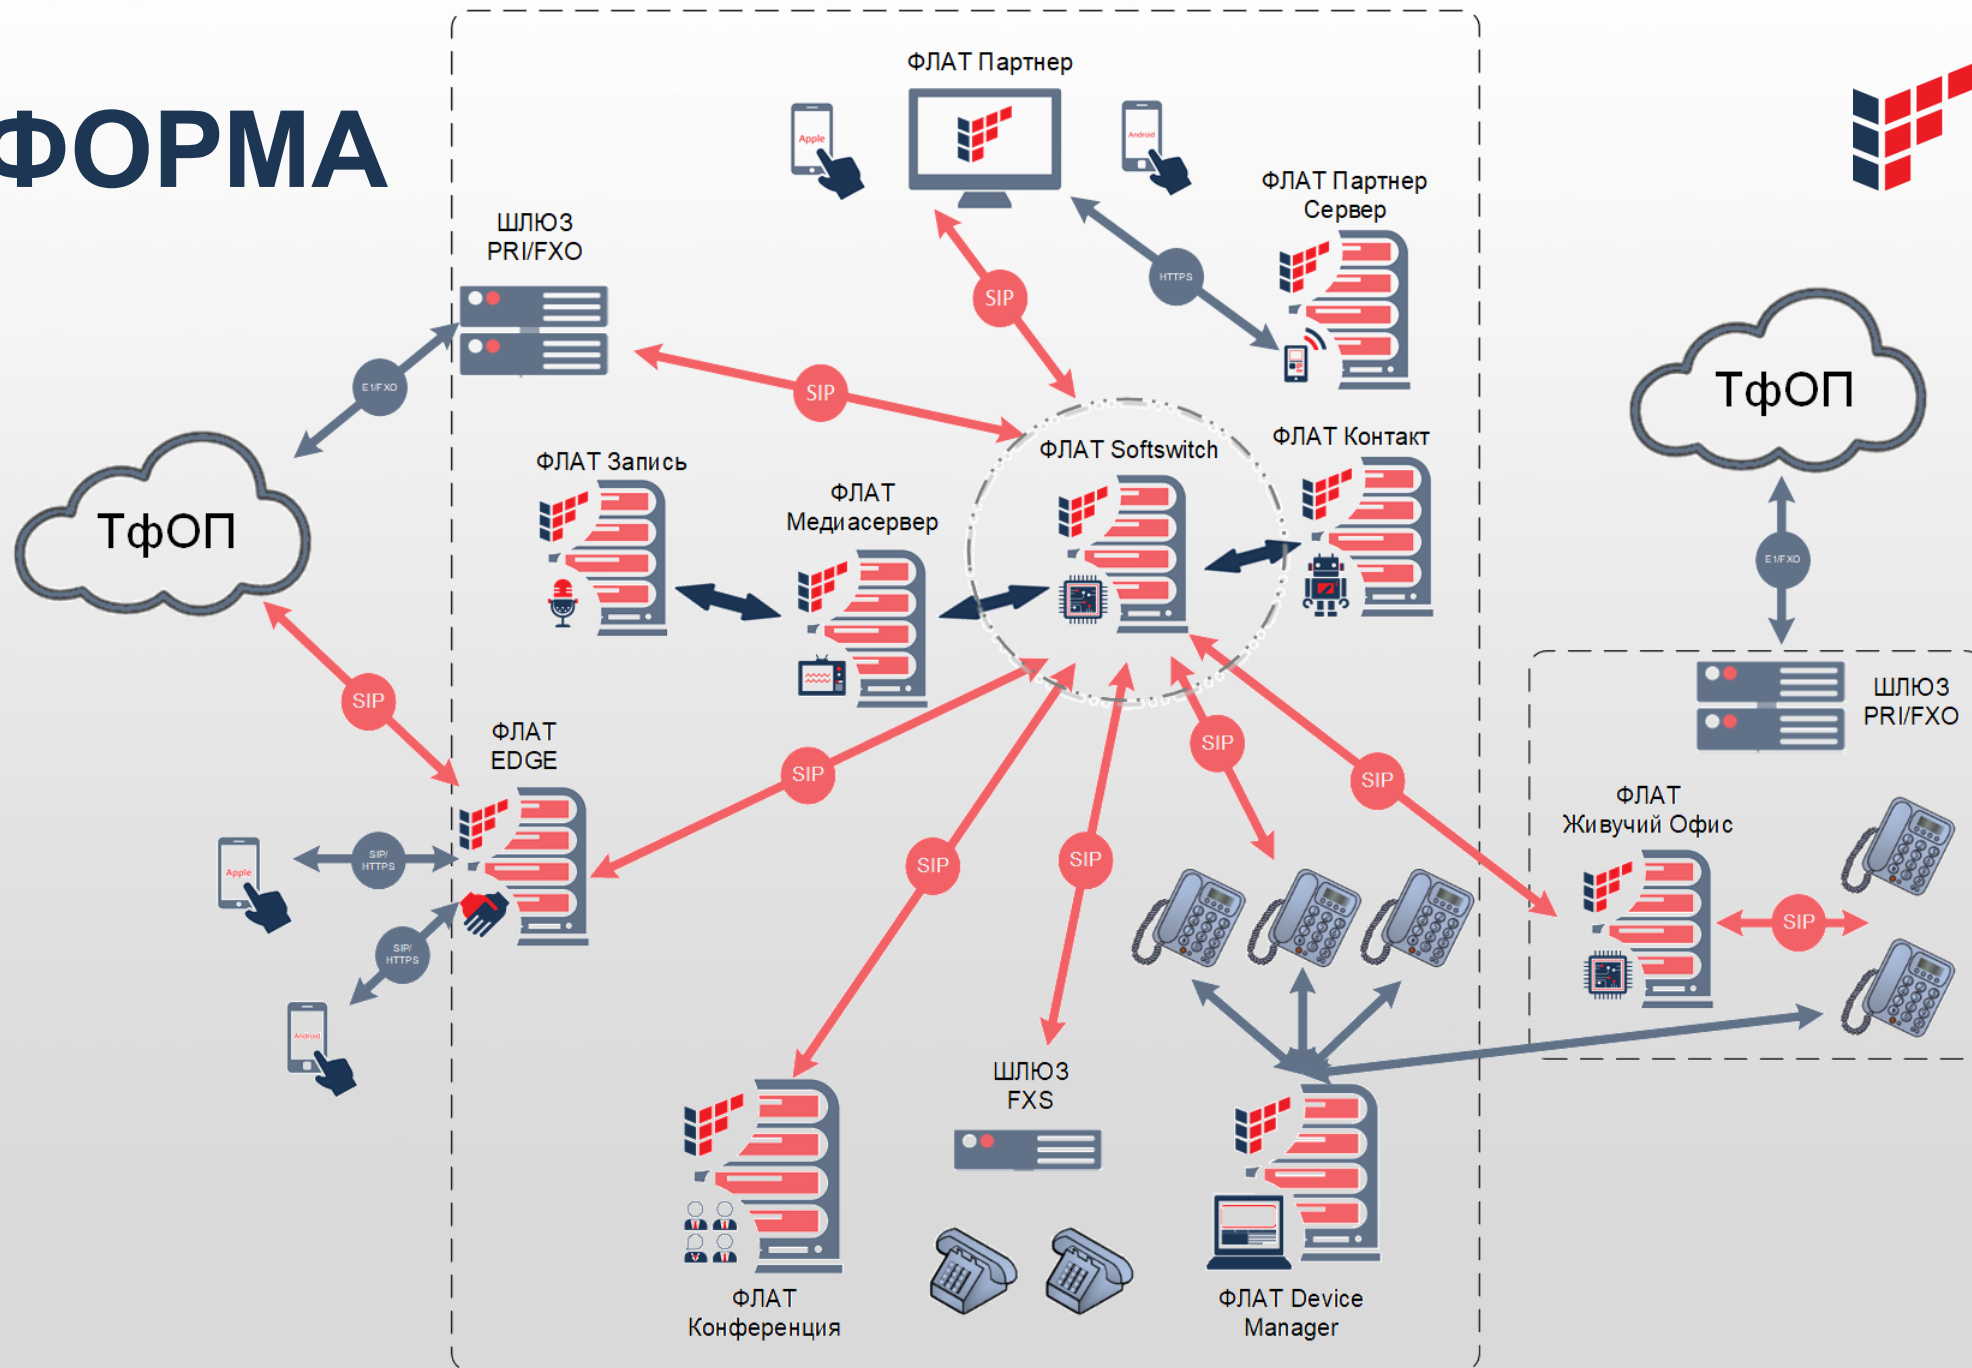 ФОРМА
ФЛАТ Партнер
Apple
Android
ФЛАТ Партнер
Сервер
ШЛЮЗ
PRI/FXO
HTTPS
SIP
E1/FXO
SIP
ТфОП
ФЛАТ Softswitch
ФЛАТ Контакт
ФЛАТ Запись
ФЛАТ
Медиасервер
ТфОП
E1/FXO
SIP
ШЛЮЗ
PRI/FXO
ФЛАТ
EDGE
SIP
SIP
SIP
ФЛАТ
Живучий Офис
SIP/
HTTPS
Apple
SIP
SIP
SIP
SIP/
HTTPS
Android
ШЛЮЗ
FXS
ФЛАТ
Конференция
ФЛАТ Device
Manager